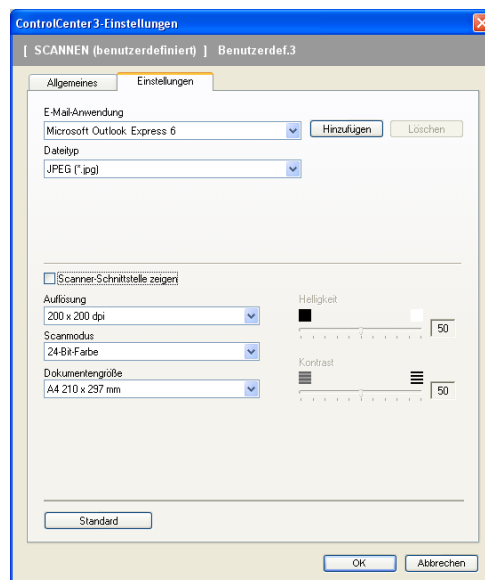 ControlCenter3-Einstellungen
[ SCANNEN (benutzerdefiniert) ] Benutzerdef.3
Allgemeines Einstellungen
E-Mail-Anwendung
Microsoft Outlook Express 6 Hinzufügen Löschen
Dateityp
JPEG (*.jpg)
Scanner-Schnittstelle zeigen
Auflösung Helligkeit
200 x 200 dpi 50
Scanmodus
24-Bit-Farbe
Kontrast
Dokumentengröße
A4 210 x 297 mm 50
Standard
OK Abbrechen